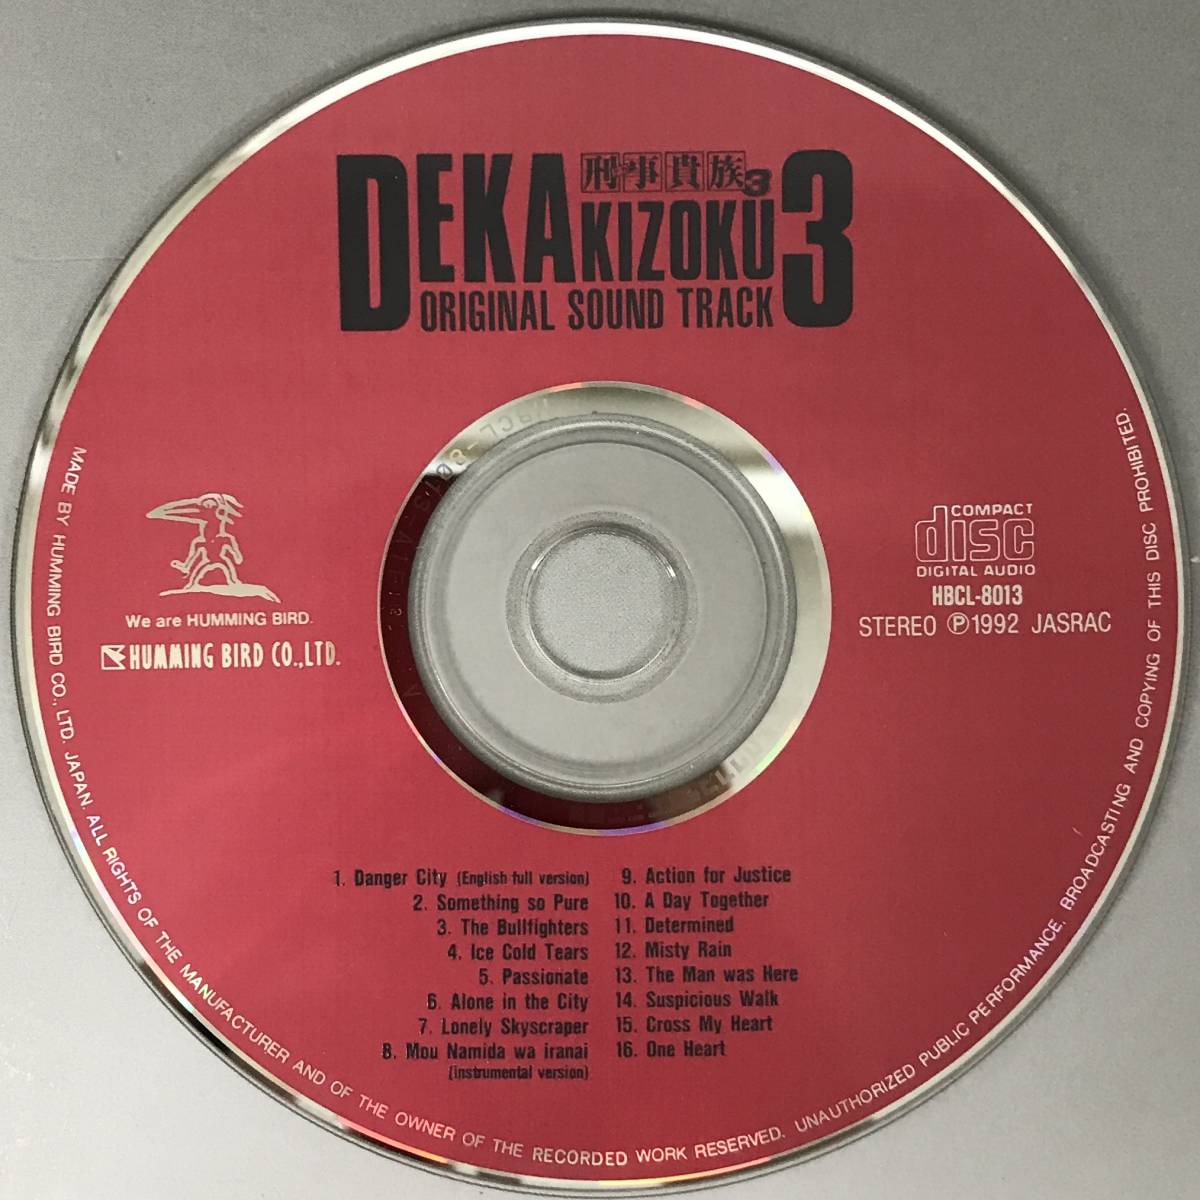 DEKA 刑事貴族3 KIZOKU 3
ORIGINAL SOUND TRACK
We are HUMMING BIRD.
HUMMING BIRD CO.,LTD.
COMPACT
disc
DIGITAL AUDIO
HBCL-8013
STEREO Ⓟ1992 JASRAC
1. Danger City (English full version)
2. Something so Pure
3. The Bullfighters
4. Ice Cold Tears
5. Passionate
6. Alone in the City
7. Lonely Skyscraper
8. Mou Namida wa iranai
(instrumental version)
9. Action for Justice
10. A Day Together
11. Determined
12. Misty Rain
13. The Man was Here
14. Suspicious Walk
15. Cross My Heart
16. One Heart
MADE BY HUMMING BIRD CO., LTD. JAPAN. ALL RIGHTS OF THE MANUFACTURER AND OF THE OWNER OF THE RECORDED WORK RESERVED. UNAUTHORIZED PUBLIC PERFORMANCE, BROADCASTING AND COPYING OF THIS DISC PROHIBITED.